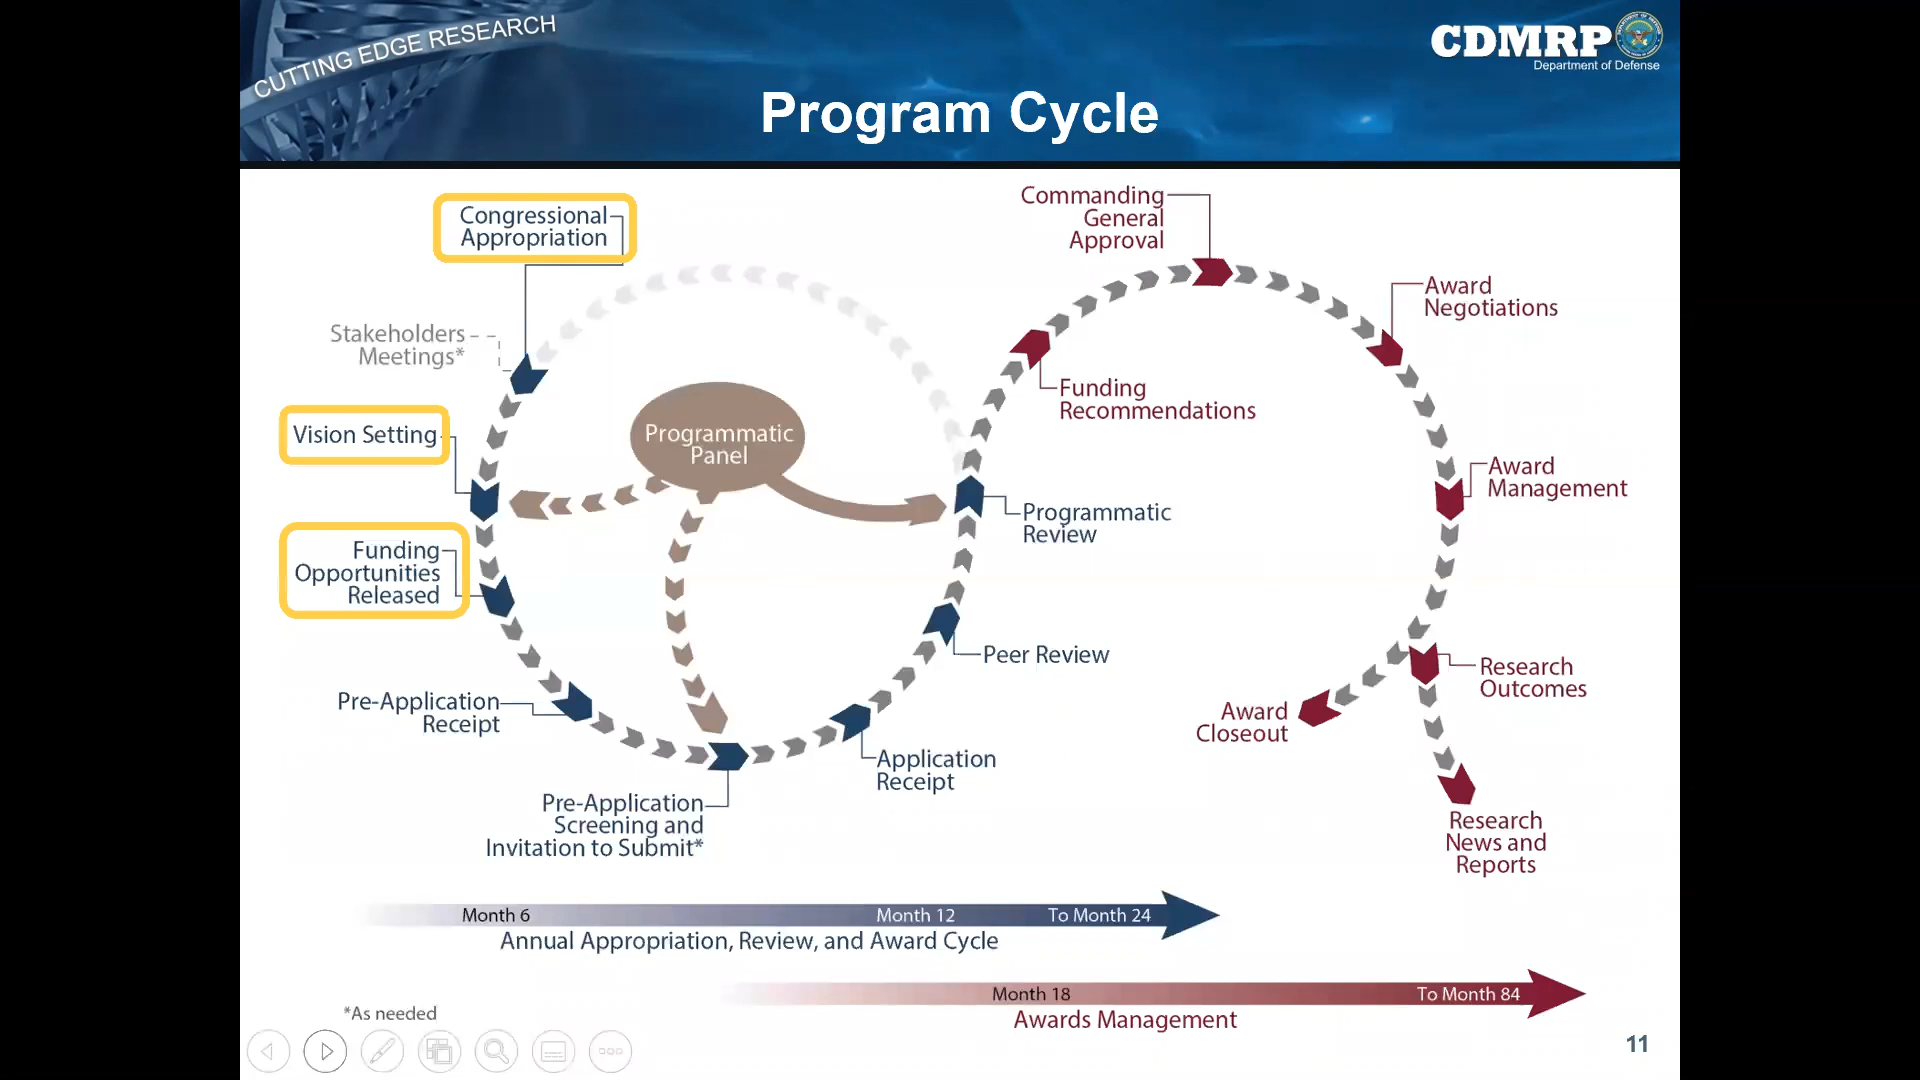 CUTTING EDGE RESEARCH
CDMRP
Department of Defense
Program Cycle
Congressional
Appropriation
Stakeholders
Meetings*
Vision Setting
Funding
Opportunities
Released
Pre-Application
Receipt
Pre-Application
Screening and
Invitation to Submit*
Application
Receipt
Peer Review
Programmatic
Review
Programmatic
Panel
Funding
Recommendations
Commanding
General
Approval
Award
Negotiations
Award
Management
Research
Outcomes
Award
Closeout
Research
News and
Reports
Month 6 Month 12 To Month 24
Annual Appropriation, Review, and Award Cycle
Month 18 To Month 84
Awards Management
*As needed
11